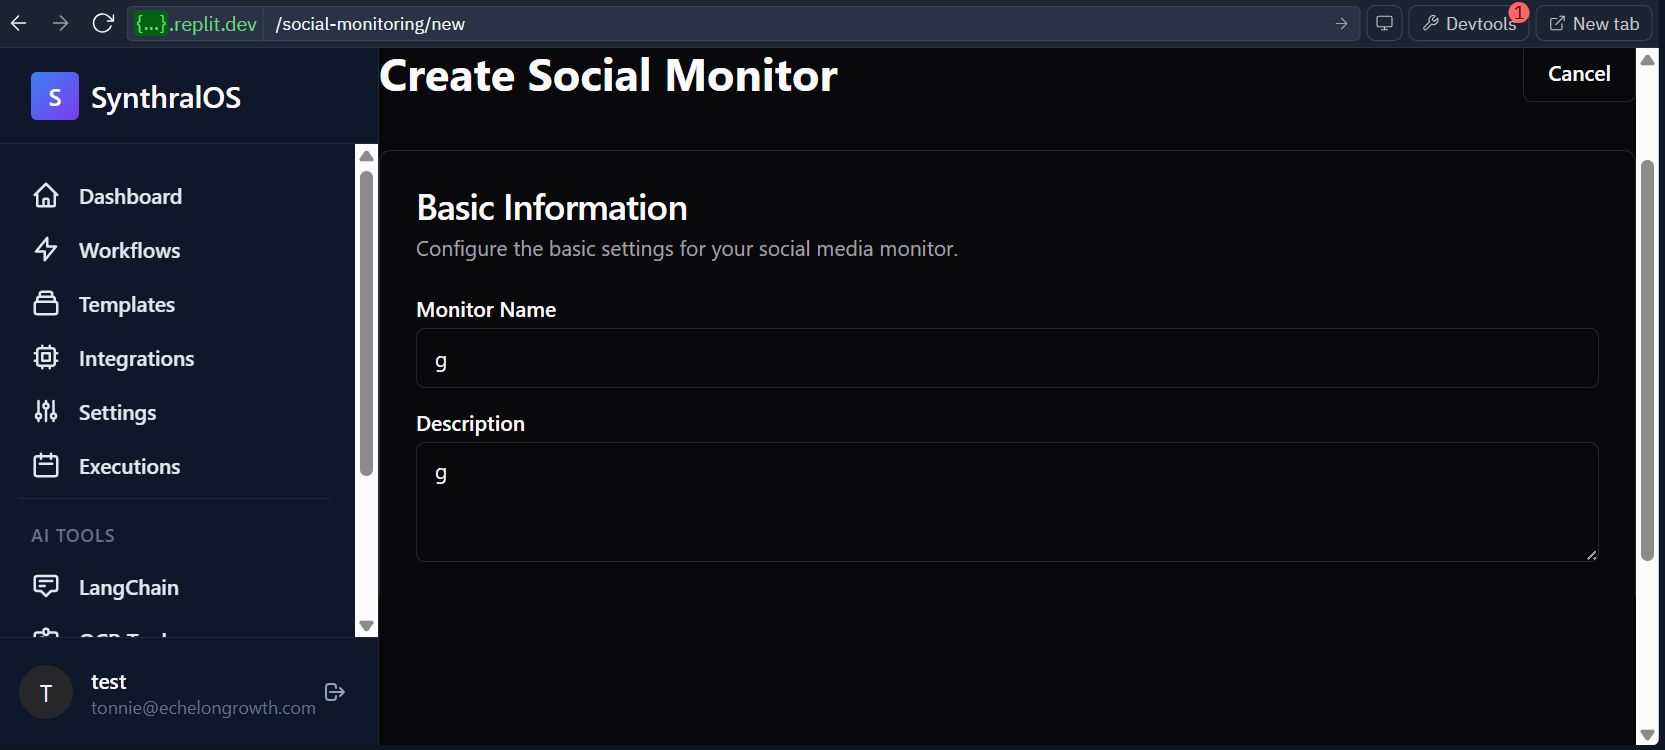 {...}.replit.dev /social-monitoring/new
Devtools 1
New tab
S SynthralOS
Dashboard
Workflows
Templates
Integrations
Settings
Executions
AI TOOLS
LangChain
T
test
tonnie@echelongrowth.com
Create Social Monitor
Cancel
Basic Information
Configure the basic settings for your social media monitor.
Monitor Name
g
Description
g